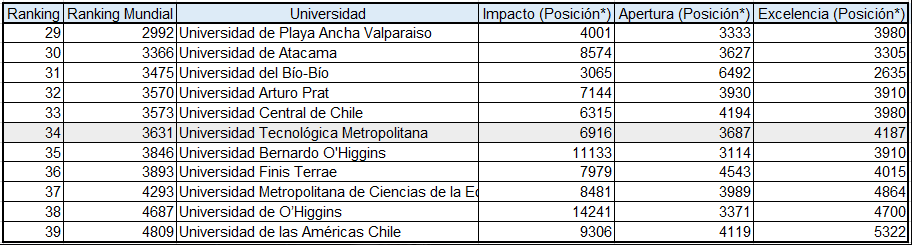 Ranking Ranking Mundial Universidad Impacto (Posición*) Apertura (Posición*) Excelencia (Posición*)
29 2992 Universidad de Playa Ancha Valparaiso 4001 3333 3980
30 3366 Universidad de Atacama 8574 3627 3305
31 3475 Universidad del Bío-Bío 3065 6492 2635
32 3570 Universidad Arturo Prat 7144 3930 3910
33 3573 Universidad Central de Chile 6315 4194 3980
34 3631 Universidad Tecnológica Metropolitana 6916 3687 4187
35 3846 Universidad Bernardo O'Higgins 11133 3114 3910
36 3893 Universidad Finis Terrae 7979 4543 4015
37 4293 Universidad Metropolitana de Ciencias de la Ed 8481 3989 4864
38 4687 Universidad de O’Higgins 14241 3371 4700
39 4809 Universidad de las Américas Chile 9306 4119 5322